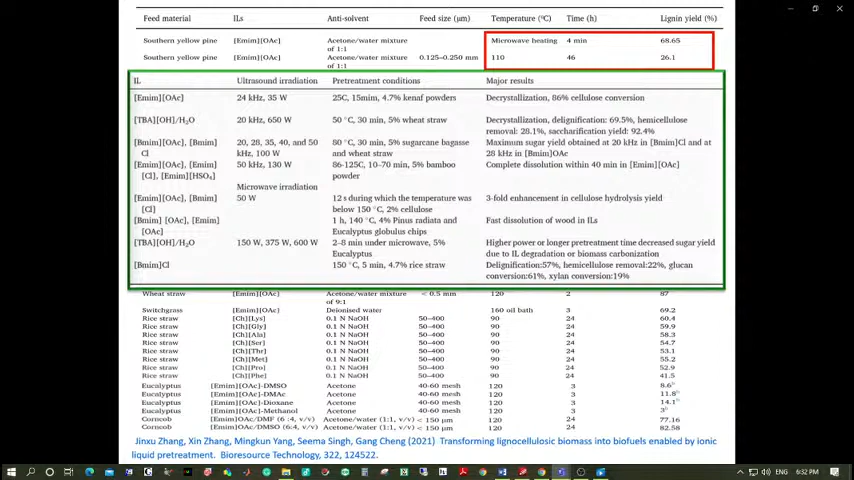 Feed material ILs Anti-solvent Feed size (μm) Temperature (°C) Time (h) Lignin yield (%)
Southern yellow pine [Emim][OAc] Acetone/water mixture of 1:1 Microwave heating 4 min 68.65
Southern yellow pine [Emim][OAc] Acetone/water mixture of 1:1 0.125–0.250 mm 110 46 26.1
IL Ultrasound irradiation Pretreatment conditions Major results
[Emim][OAc] 24 kHz, 35 W 25C, 15mim, 4.7% kenaf powders Decrystallization, 86% cellulose conversion
[TBA][OH]/H₂O 20 kHz, 650 W 50 °C, 30 min, 5% wheat straw Decrystallization, delignification: 69.5%, hemicellulose
removal: 28.1%, saccharification yield: 92.4%
[Bmim][OAc], [Bmim] 20, 28, 35, 40, and 50 80 °C, 30 min, 5% sugarcane bagasse Maximum sugar yield obtained at 20 kHz in [Bmim]Cl and at
Cl kHz, 100 W and wheat straw 28 kHz in [Bmim]OAc
[Emim][OAc], [Emim] 50 kHz, 130 W 86-125C, 10–70 min, 5% bamboo Complete dissolution within 40 min in [Emim][OAc]
[Cl], [Emim][HSO₄] powder
Microwave irradiation
[Emim][OAc], [Bmim] 50 W 12 s during which the temperature was 3-fold enhancement in cellulose hydrolysis yield
[Cl] below 150 °C, 2% cellulose
[Bmim] [OAc], [Emim] 1 h, 140 °C, 4% Pinus radiata and Fast dissolution of wood in ILs
[OAc] Eucalyptus globulus chips
[TBA][OH]/H₂O 150 W, 375 W, 600 W 2–8 min under microwave, 5% Higher power or longer pretreatment time decreased sugar yield
Eucalyptus due to IL degradation or biomass carbonization
[Bmim]Cl 150 °C, 5 min, 4.7% rice straw Delignification:57%, hemicellulose removal:22%, glucan
conversion:61%, xylan conversion:19%
Wheat straw [Emim][OAc] Acetone/water mixture of 9:1 < 0.5 mm 120 2 87
Switchgrass [Emim][OAc] Deionised water 160 oil bath 3 69.2
Rice straw [Ch][Lys] 0.1 N NaOH 50–400 90 24 60.4
Rice straw [Ch][Gly] 0.1 N NaOH 50–400 90 24 59.9
Rice straw [Ch][Ala] 0.1 N NaOH 50–400 90 24 58.3
Rice straw [Ch][Ser] 0.1 N NaOH 50–400 90 24 54.7
Rice straw [Ch][Thr] 0.1 N NaOH 50–400 90 24 53.1
Rice straw [Ch][Met] 0.1 N NaOH 50–400 90 24 55.2
Rice straw [Ch][Pro] 0.1 N NaOH 50–400 90 24 52.9
Rice straw [Ch][Phe] 0.1 N NaOH 50–400 90 24 41.5
Eucalyptus [Emim][OAc]-DMSO Acetone 40-60 mesh 120 3 8.6ᵇ
Eucalyptus [Emim][OAc]-DMAc Acetone 40-60 mesh 120 3 11.8ᵇ
Eucalyptus [Emim][OAc]-Dioxane Acetone 40-60 mesh 120 3 14.1ᵇ
Eucalyptus [Emim][OAc]-Methanol Acetone 40-60 mesh 120 3 3ᵇ
Corncob [Emim]OAc/DMF (6 :4, v/v) Acetone/water (1:1, v/v) < 150 μm 120 24 77.16
Corncob [Emim]OAc/DMSO (6:4, v/v) Acetone/water (1:1, v/v) < 150 μm 120 24 82.58
Jinxu Zhang, Xin Zhang, Mingkun Yang, Seema Singh, Gang Cheng (2021) Transforming lignocellulosic biomass into biofuels enabled by ionic
liquid pretreatment. Bioresource Technology, 322, 124522.
ENG 6:32 PM